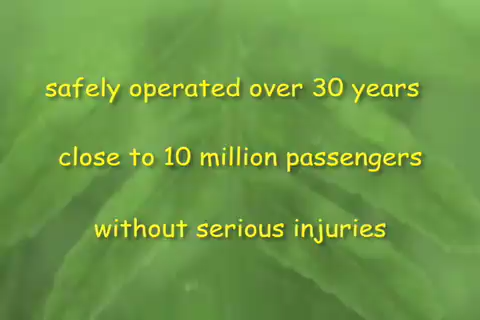 safely operated over 30 years
close to 10 million passengers
without serious injuries